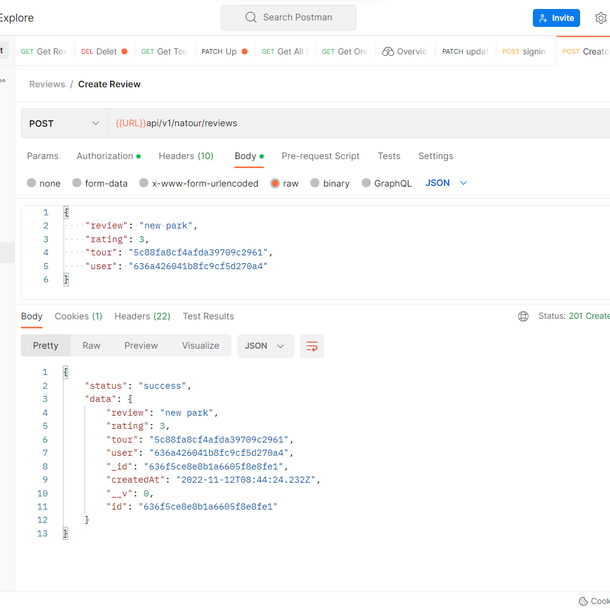 Explore
Search Postman
Invite
t GET Get Rev DEL Delet GET Get Tou PATCH Up GET Get All GET Get On Overvie PATCH updat POST signin POST Create
Reviews / Create Review
POST {{URL}}api/v1/natour/reviews
Params Authorization Headers (10) Body Pre-request Script Tests Settings
none form-data x-www-form-urlencoded raw binary GraphQL JSON
1 {
2 "review": "new park",
3 "rating": 3,
4 "tour": "5c88fa8cf4afda39709c2961",
5 "user": "636a426041b8fc9cf5d270a4"
6 }
Body Cookies (1) Headers (22) Test Results Status: 201 Create
Pretty Raw Preview Visualize JSON
1 {
2 "status": "success",
3 "data": {
4 "review": "new park",
5 "rating": 3,
6 "tour": "5c88fa8cf4afda39709c2961",
7 "user": "636a426041b8fc9cf5d270a4",
8 "_id": "636f5ce8e8b1a6605f8e8fe1",
9 "createdAt": "2022-11-12T08:44:24.232Z",
10 "__v": 0,
11 "id": "636f5ce8e8b1a6605f8e8fe1"
12 }
13 }
Cook